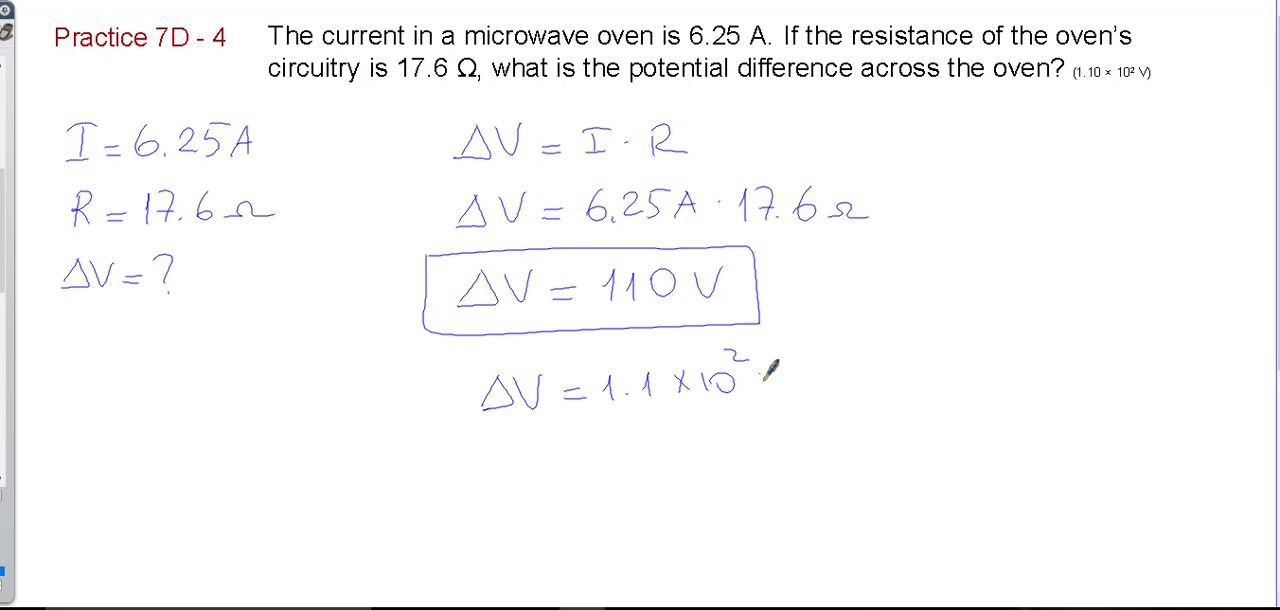 Practice 7D - 4
The current in a microwave oven is 6.25 A. If the resistance of the oven's
circuitry is 17.6 Ω, what is the potential difference across the oven? (1.10 × 10² V)
I = 6.25A
R = 17.6 Ω
ΔV = ?
ΔV = I · R
ΔV = 6.25A · 17.6 Ω
ΔV = 110 V
ΔV = 1.1 × 10²